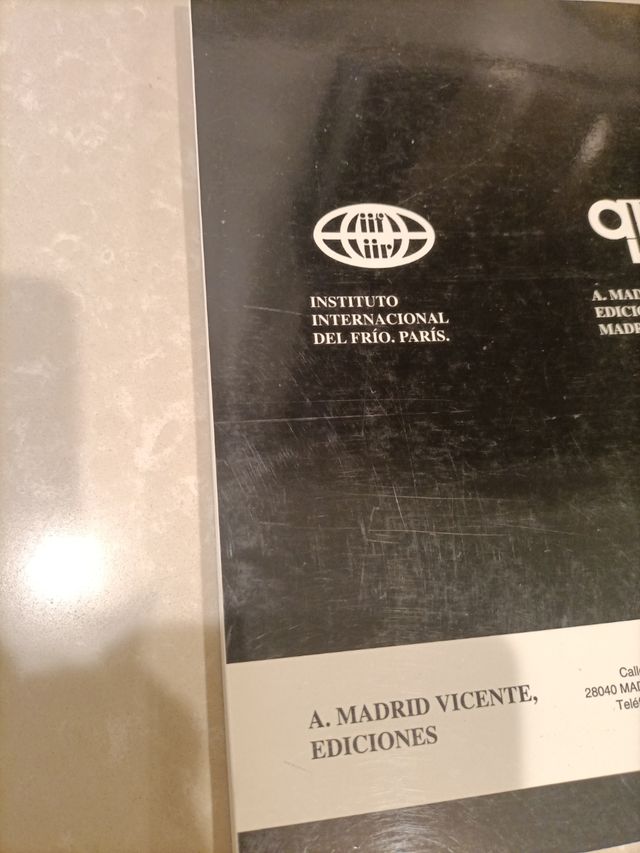 iif
iir
INSTITUTO
INTERNACIONAL
DEL FRÍO. PARÍS.
A. MAD
EDICIO
MADR
A. MADRID VICENTE,
EDICIONES
Calle
28040 MAD
Teléf